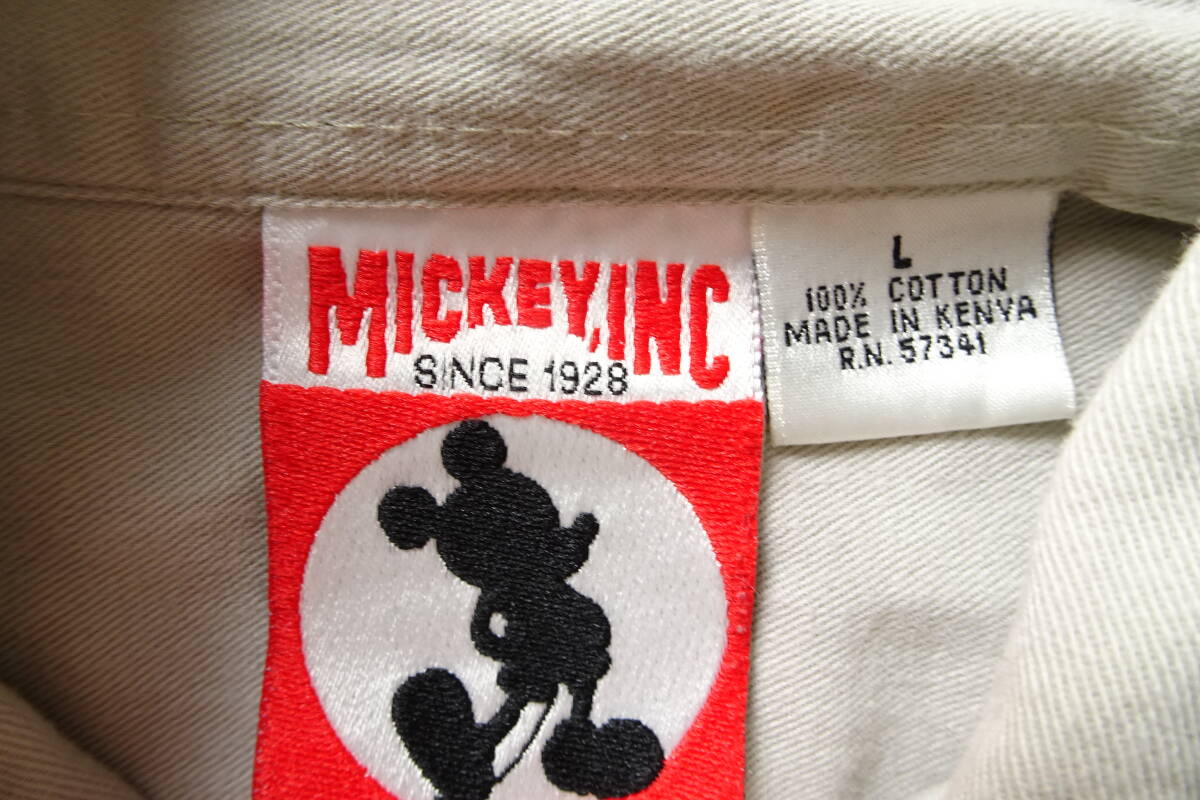 MICKEY, INC
SINCE 1928
L
100% COTTON
MADE IN KENYA
R.N. 57341